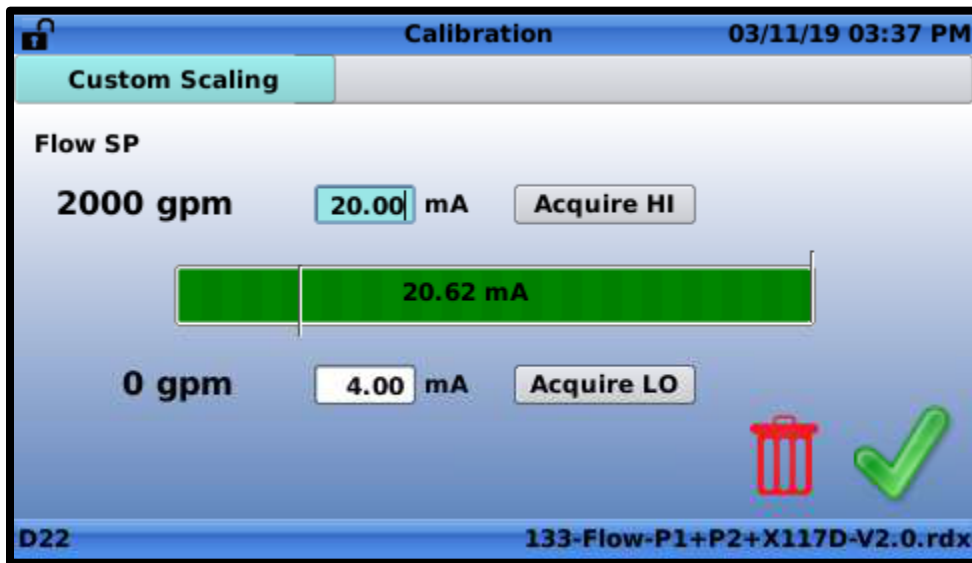 Calibration 03/11/19 03:37 PM
Custom Scaling
Flow SP
2000 gpm 20.00 mA Acquire HI
20.62 mA
0 gpm 4.00 mA Acquire LO
D22 133-Flow-P1+P2+X117D-V2.0.rdx